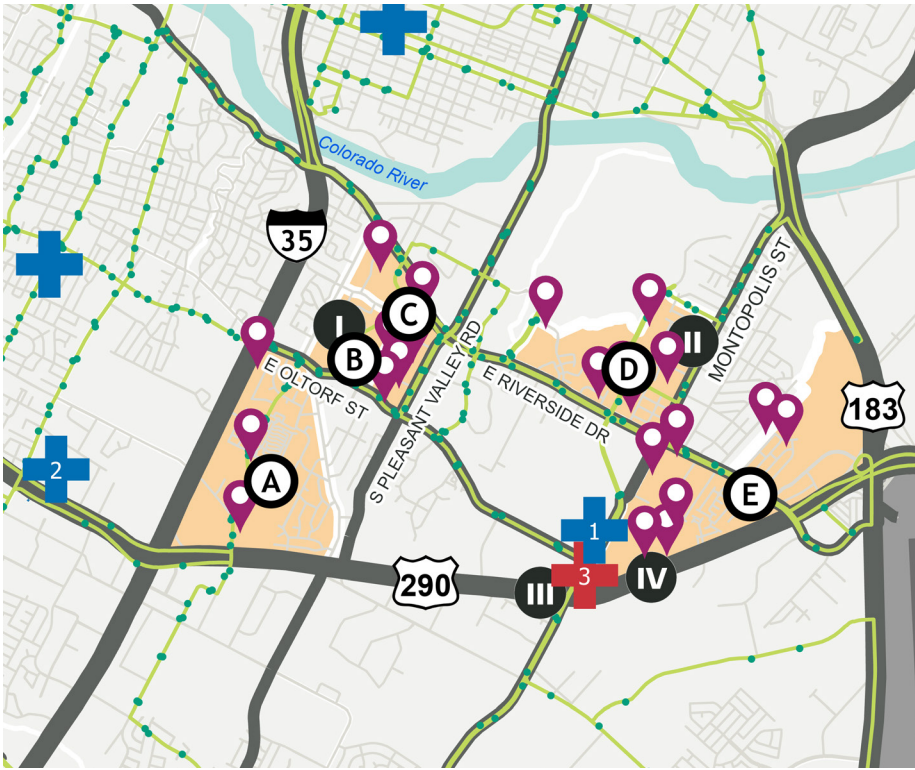 Colorado River
35
MONTOPOLIS ST
I
C
II
B
D
E OLTORF ST
S PLEASANT VALLEY RD
E RIVERSIDE DR
183
2
A
E
1
3
290
III
IV